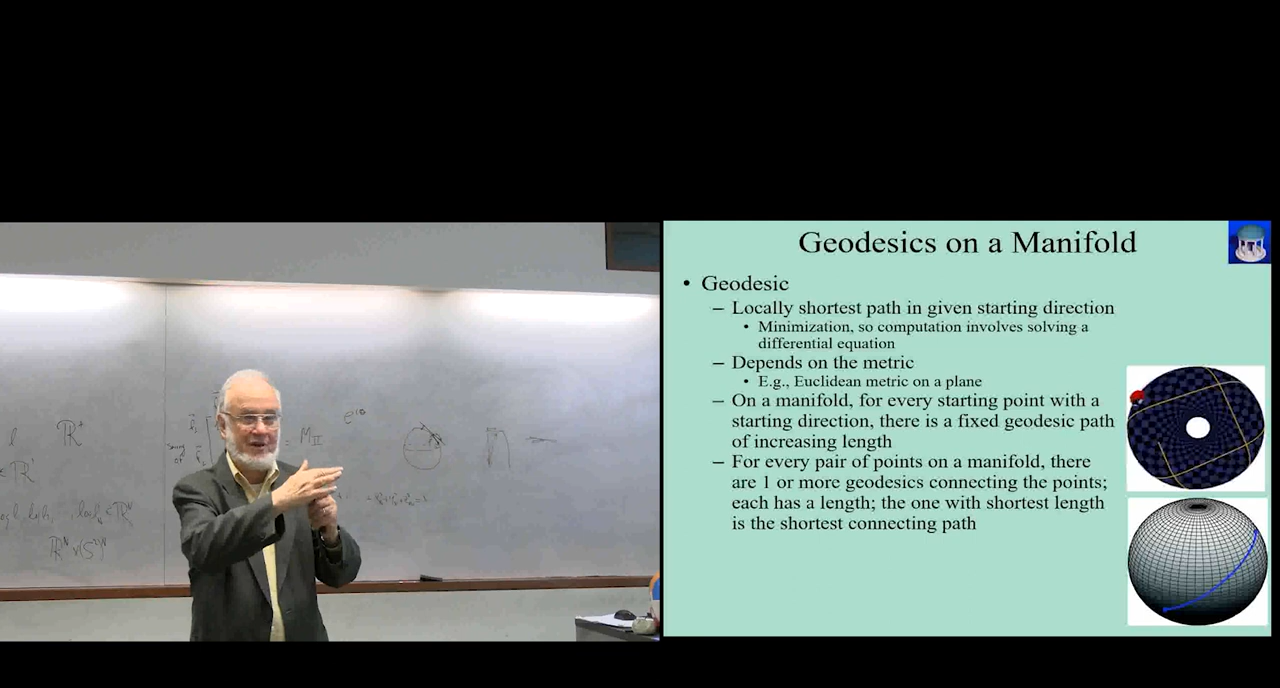 Geodesics on a Manifold
• Geodesic
– Locally shortest path in given starting direction
• Minimization, so computation involves solving a
differential equation
– Depends on the metric
• E.g., Euclidean metric on a plane
– On a manifold, for every starting point with a
starting direction, there is a fixed geodesic path
of increasing length
– For every pair of points on a manifold, there
are 1 or more geodesics connecting the points;
each has a length; the one with shortest length
is the shortest connecting path
l ℝ⁺
= M_II